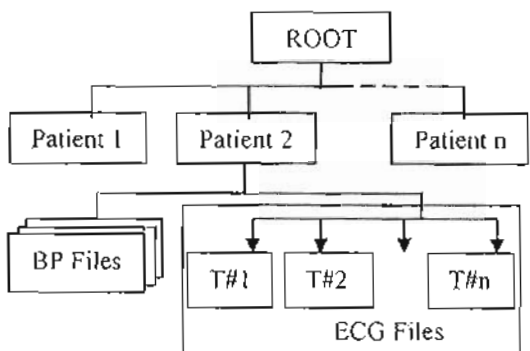 ROOT
Patient 1
Patient 2
Patient n
BP Files
T#1
T#2
T#n
ECG Files